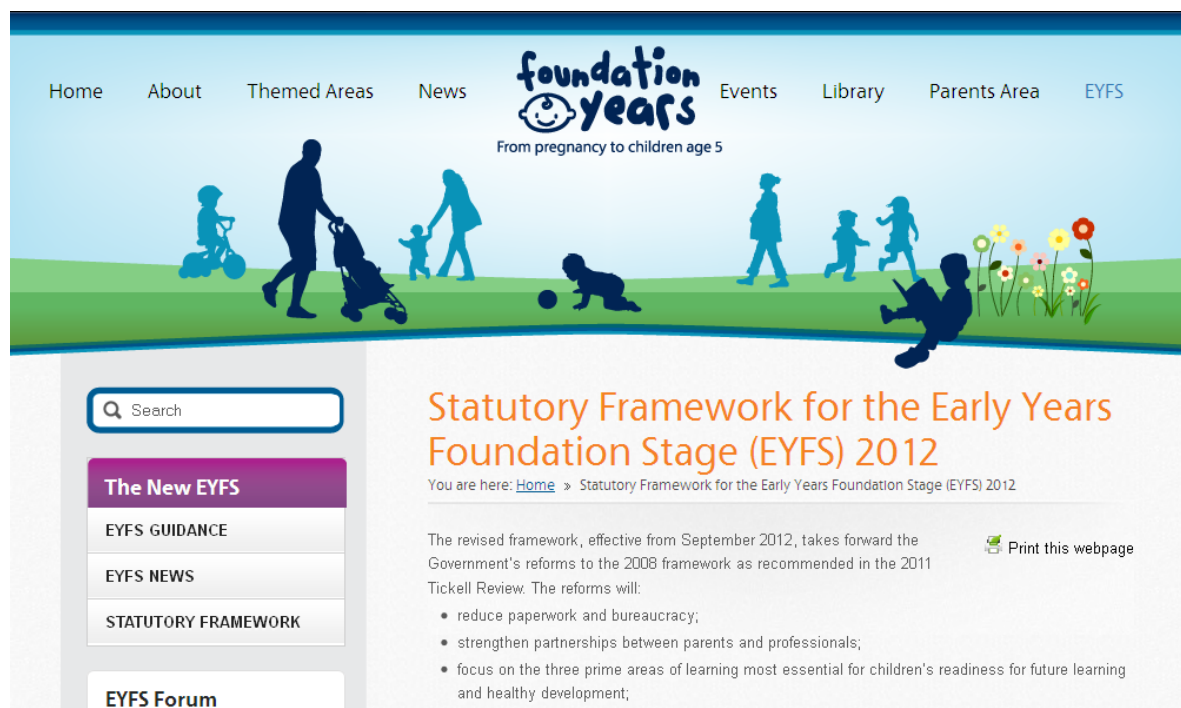 Home About Themed Areas News foundation years Events Library Parents Area EYFS
From pregnancy to children age 5
Search
The New EYFS
EYFS GUIDANCE
EYFS NEWS
STATUTORY FRAMEWORK
EYFS Forum
Statutory Framework for the Early Years
Foundation Stage (EYFS) 2012
You are here: Home » Statutory Framework for the Early Years Foundation Stage (EYFS) 2012
Print this webpage
The revised framework, effective from September 2012, takes forward the
Government's reforms to the 2008 framework as recommended in the 2011
Tickell Review. The reforms will:
• reduce paperwork and bureaucracy;
• strengthen partnerships between parents and professionals;
• focus on the three prime areas of learning most essential for children's readiness for future learning
and healthy development;